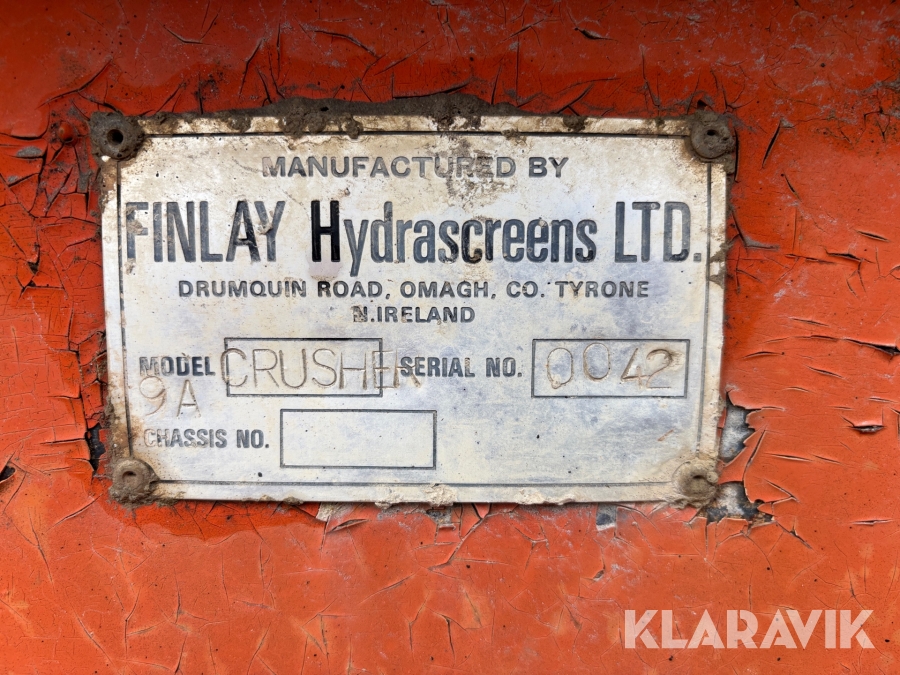 MANUFACTURED BY
FINLAY Hydrascreens LTD.
DRUMQUIN ROAD, OMAGH, CO. TYRONE
N.IRELAND
MODEL CRUSHER SERIAL NO. 0042
9A
CHASSIS NO.
KLARAVIK